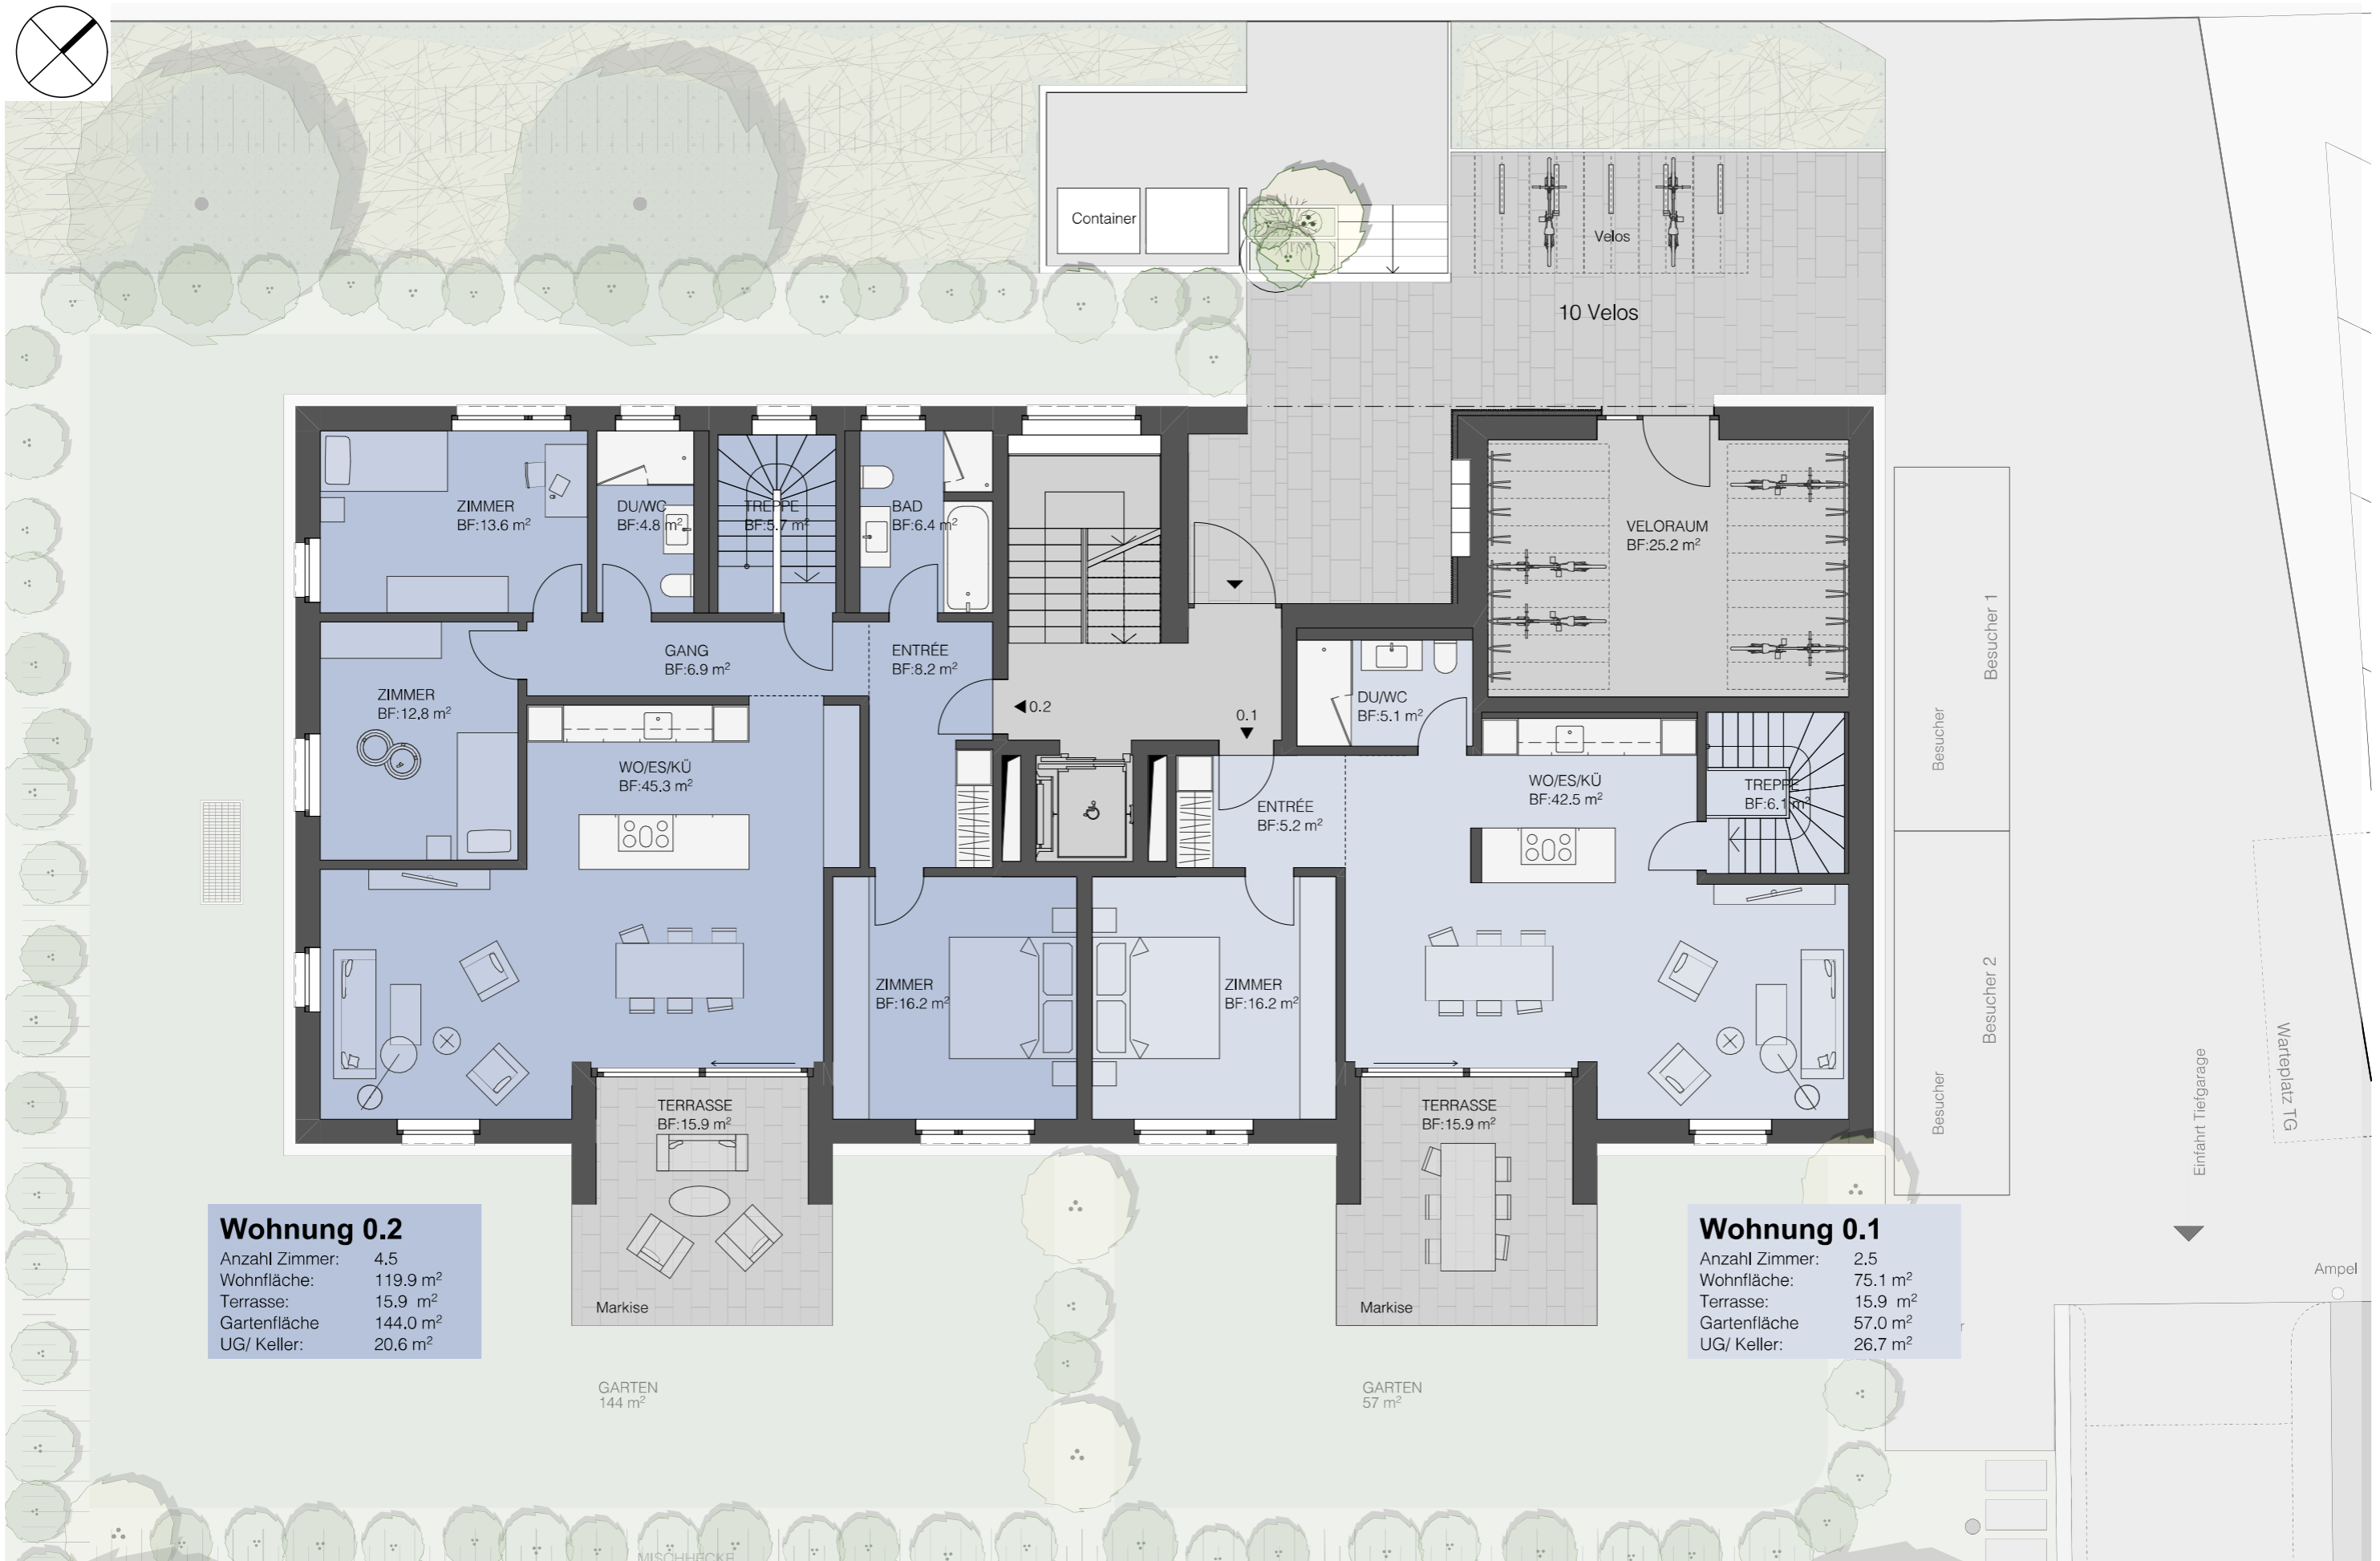 Container
Velos
10 Velos
ZIMMER
BF:13.6 m²
DU/WC
BF:4.8 m²
TREPPE
BF:5.7 m²
BAD
BF:6.4 m²
VELORAUM
BF:25.2 m²
GANG
BF:6.9 m²
ENTRÉE
BF:8.2 m²
ZIMMER
BF:12.8 m²
0.2
0.1
DU/WC
BF:5.1 m²
WO/ES/KÜ
BF:45.3 m²
ENTRÉE
BF:5.2 m²
WO/ES/KÜ
BF:42.5 m²
TREPPE
BF:6.1 m²
ZIMMER
BF:16.2 m²
ZIMMER
BF:16.2 m²
TERRASSE
BF:15.9 m²
TERRASSE
BF:15.9 m²
Markise
Markise
Besucher 1
Besucher
Besucher 2
Besucher
Einfahrt Tiefgarage
Warteplatz TG
Ampel
Wohnung 0.2
Anzahl Zimmer: 4.5
Wohnfläche: 119.9 m²
Terrasse: 15.9 m²
Gartenfläche 144.0 m²
UG/ Keller: 20.6 m²
Wohnung 0.1
Anzahl Zimmer: 2.5
Wohnfläche: 75.1 m²
Terrasse: 15.9 m²
Gartenfläche 57.0 m²
UG/ Keller: 26.7 m²
GARTEN
144 m²
GARTEN
57 m²
MISCHHECKE